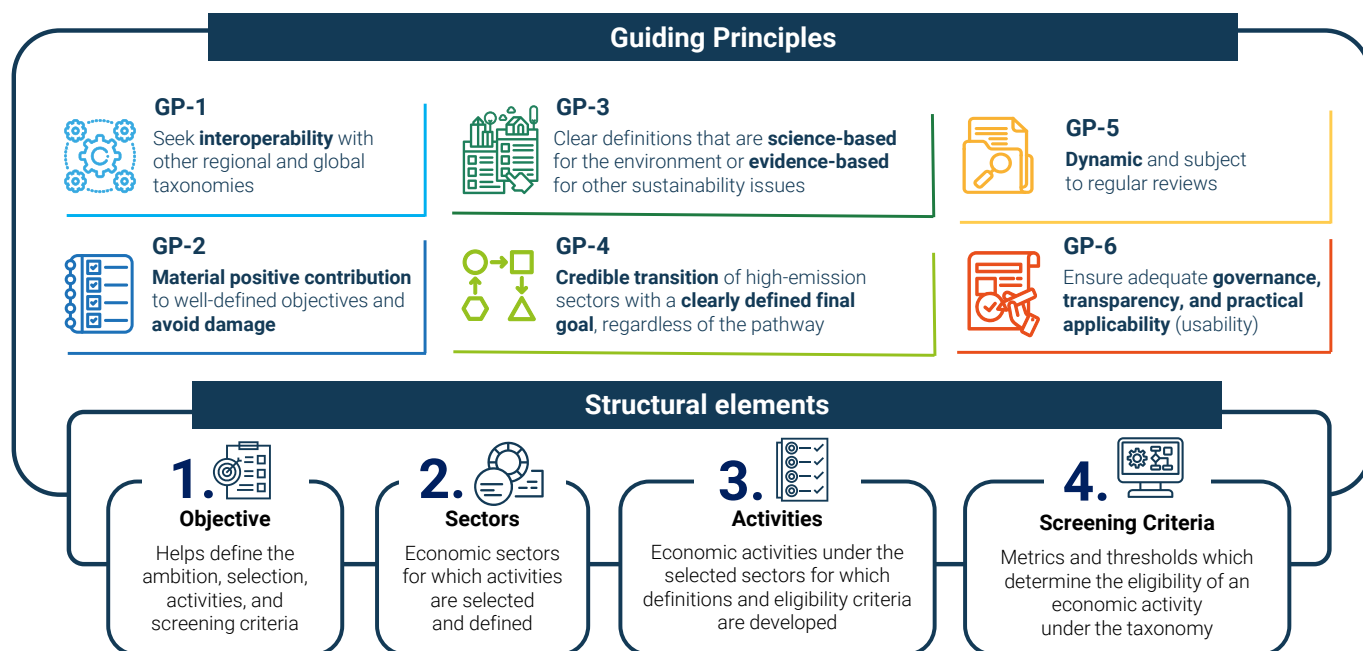 Guiding Principles
GP-1
Seek interoperability with
other regional and global
taxonomies
GP-2
Material positive contribution
to well-defined objectives and
avoid damage
GP-3
Clear definitions that are science-based
for the environment or evidence-based
for other sustainability issues
GP-4
Credible transition of high-emission
sectors with a clearly defined final
goal, regardless of the pathway
GP-5
Dynamic and subject
to regular reviews
GP-6
Ensure adequate governance,
transparency, and practical
applicability (usability)
Structural elements
1.
Objective
Helps define the
ambition, selection,
activities, and
screening criteria
2.
Sectors
Economic sectors
for which activities
are selected
and defined
3.
Activities
Economic activities under the
selected sectors for which
definitions and eligibility criteria
are developed
4.
Screening Criteria
Metrics and thresholds which
determine the eligibility of an
economic activity
under the taxonomy